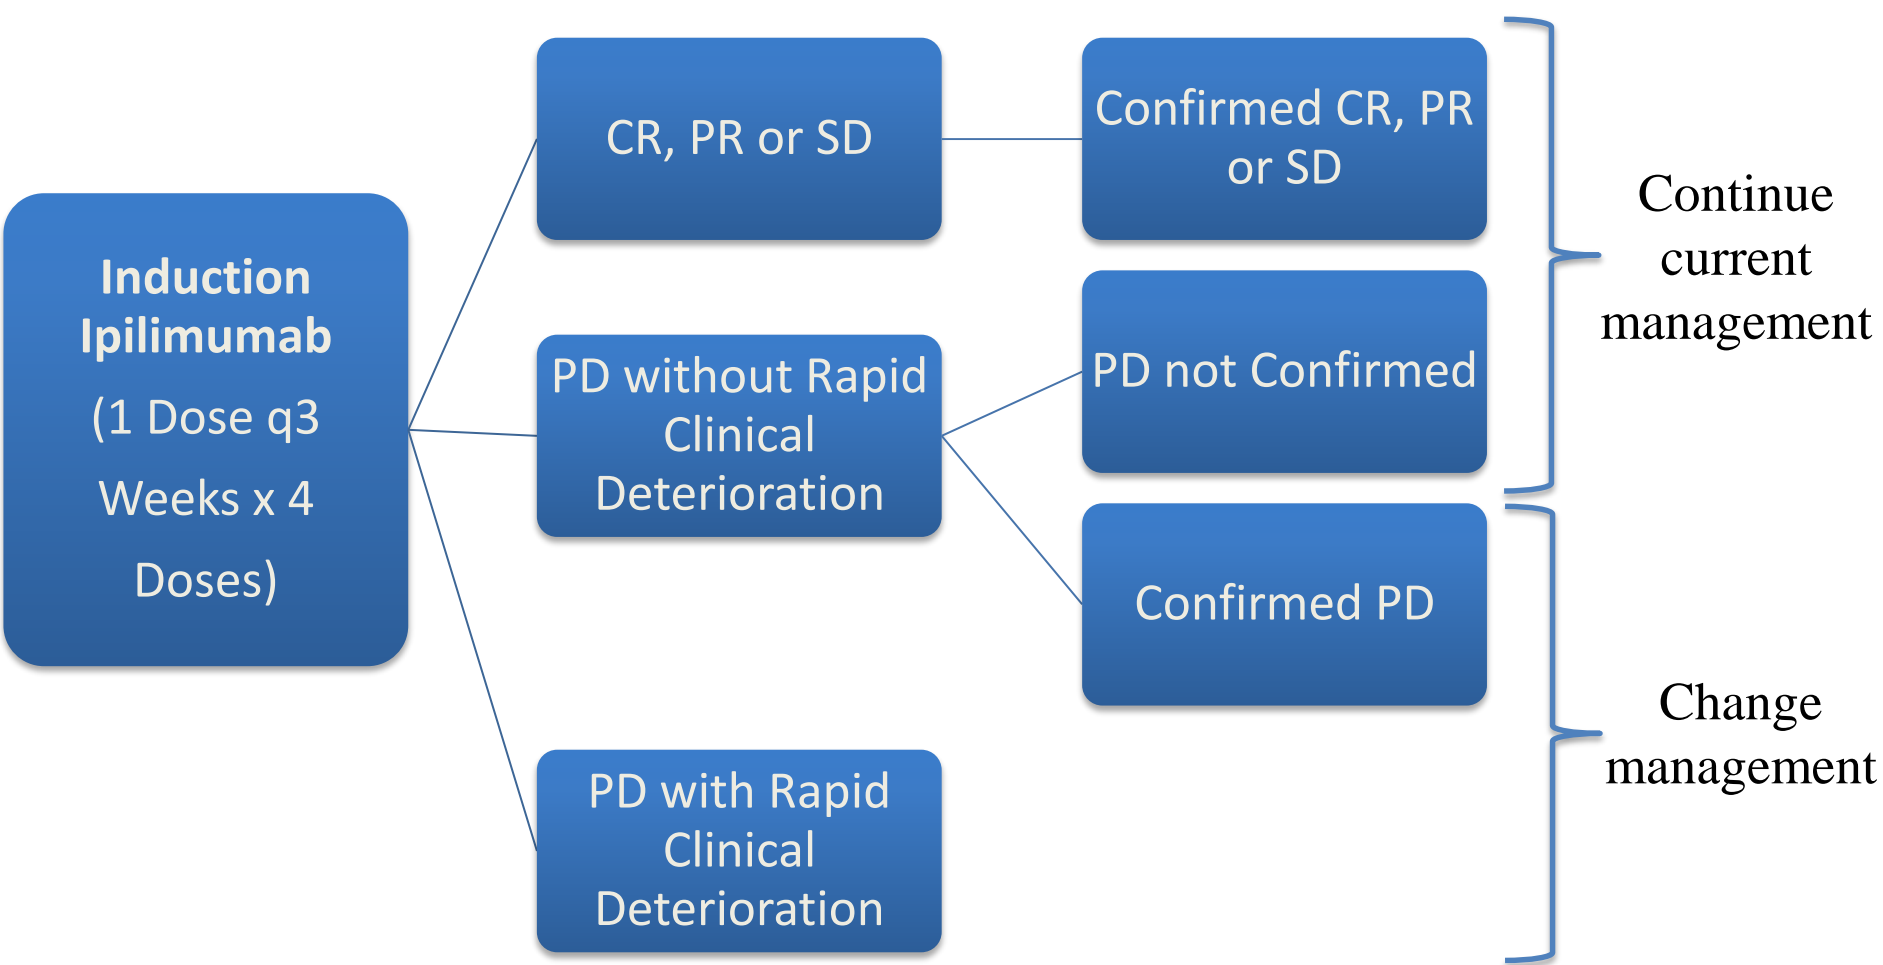 Induction
Ipilimumab
(1 Dose q3
Weeks x 4
Doses)
CR, PR or SD
PD without Rapid
Clinical
Deterioration
PD with Rapid
Clinical
Deterioration
Confirmed CR, PR
or SD
PD not Confirmed
Confirmed PD
Continue
current
management
Change
management